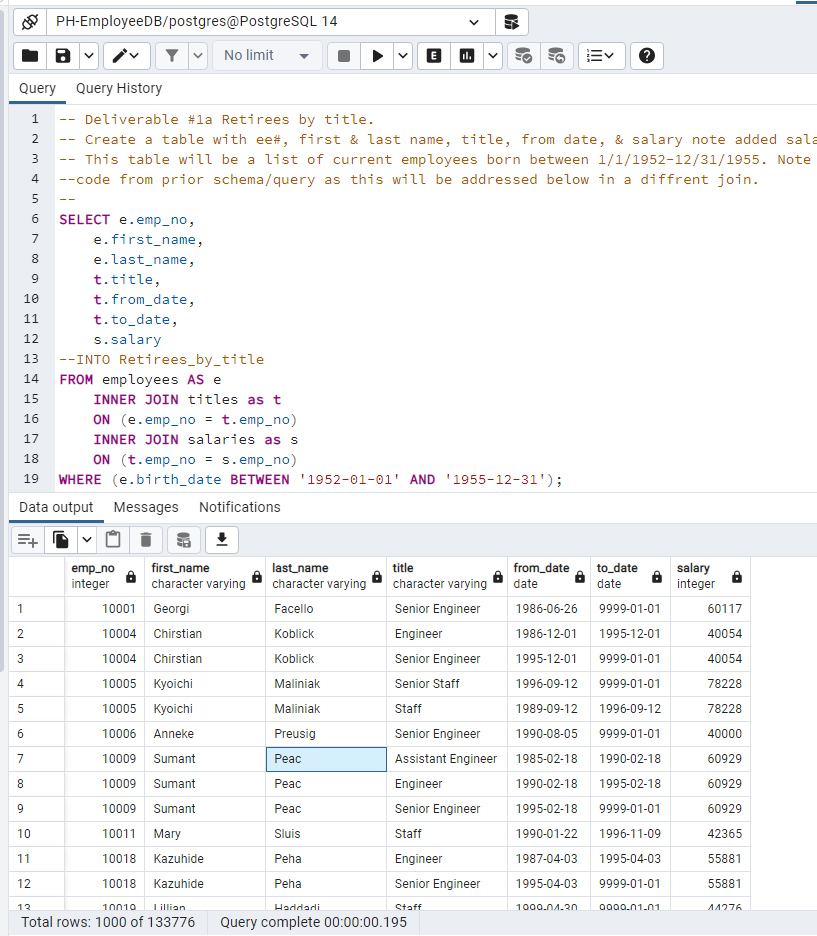 PH-EmployeeDB/postgres@PostgreSQL 14
No limit
E
Query Query History
1 -- Deliverable #1a Retirees by title.
2 -- Create a table with ee#, first & last name, title, from date, & salary note added sala
3 -- This table will be a list of current employees born between 1/1/1952-12/31/1955. Note
4 --code from prior schema/query as this will be addressed below in a diffrent join.
5 --
6 SELECT e.emp_no,
7 e.first_name,
8 e.last_name,
9 t.title,
10 t.from_date,
11 t.to_date,
12 s.salary
13 --INTO Retirees_by_title
14 FROM employees AS e
15 INNER JOIN titles as t
16 ON (e.emp_no = t.emp_no)
17 INNER JOIN salaries as s
18 ON (t.emp_no = s.emp_no)
19 WHERE (e.birth_date BETWEEN '1952-01-01' AND '1955-12-31');
Data output Messages Notifications
emp_no first_name last_name title from_date to_date salary
integer character varying character varying character varying date date integer
1 10001 Georgi Facello Senior Engineer 1986-06-26 9999-01-01 60117
2 10004 Chirstian Koblick Engineer 1986-12-01 1995-12-01 40054
3 10004 Chirstian Koblick Senior Engineer 1995-12-01 9999-01-01 40054
4 10005 Kyoichi Maliniak Senior Staff 1996-09-12 9999-01-01 78228
5 10005 Kyoichi Maliniak Staff 1989-09-12 1996-09-12 78228
6 10006 Anneke Preusig Senior Engineer 1990-08-05 9999-01-01 40000
7 10009 Sumant Peac Assistant Engineer 1985-02-18 1990-02-18 60929
8 10009 Sumant Peac Engineer 1990-02-18 1995-02-18 60929
9 10009 Sumant Peac Senior Engineer 1995-02-18 9999-01-01 60929
10 10011 Mary Sluis Staff 1990-01-22 1996-11-09 42365
11 10018 Kazuhide Peha Engineer 1987-04-03 1995-04-03 55881
12 10018 Kazuhide Peha Senior Engineer 1995-04-03 9999-01-01 55881
13 10019 Lillian Haddadi Staff 1999-04-30 9999-01-01 44276
Total rows: 1000 of 133776 Query complete 00:00:00.195